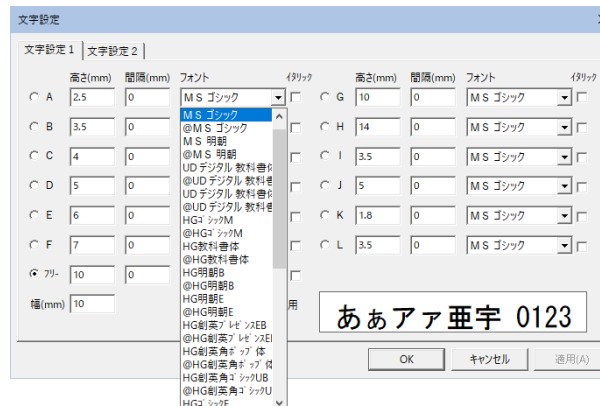 文字設定
文字設定1 文字設定2
高さ(mm) 間隔(mm) フォント イタリック 高さ(mm) 間隔(mm) フォント イタリック
A 2.5 0 MS ゴシック G 10 0 MS ゴシック
MS ゴシック
@MS ゴシック
B 3.5 0 H 14 0 MS ゴシック
MS 明朝
@MS 明朝
C 4 0 I 3.5 0 MS ゴシック
UD デジタル 教科書体
@UD デジタル 教科書
D 5 0 J 5 0 MS ゴシック
UD デジタル 教科書体
@UD デジタル 教科書
E 6 0 K 1.8 0 MS ゴシック
HGゴシックM
@HGゴシックM
F 7 0 L 3.5 0 MS ゴシック
HG教科書体
@HG教科書体
フリー 10 0
HG明朝B
@HG明朝B
HG明朝E
幅(mm) 10 用
@HG明朝E
HG創英プレゼンスEB
@HG創英プレゼンスEB
HG創英角ポップ体
@HG創英角ポップ体
HG創英角ゴシックUB
@HG創英角ゴシックU
HGゴシックE
あぁアァ亜宇 0123
OK キャンセル 適用(A)